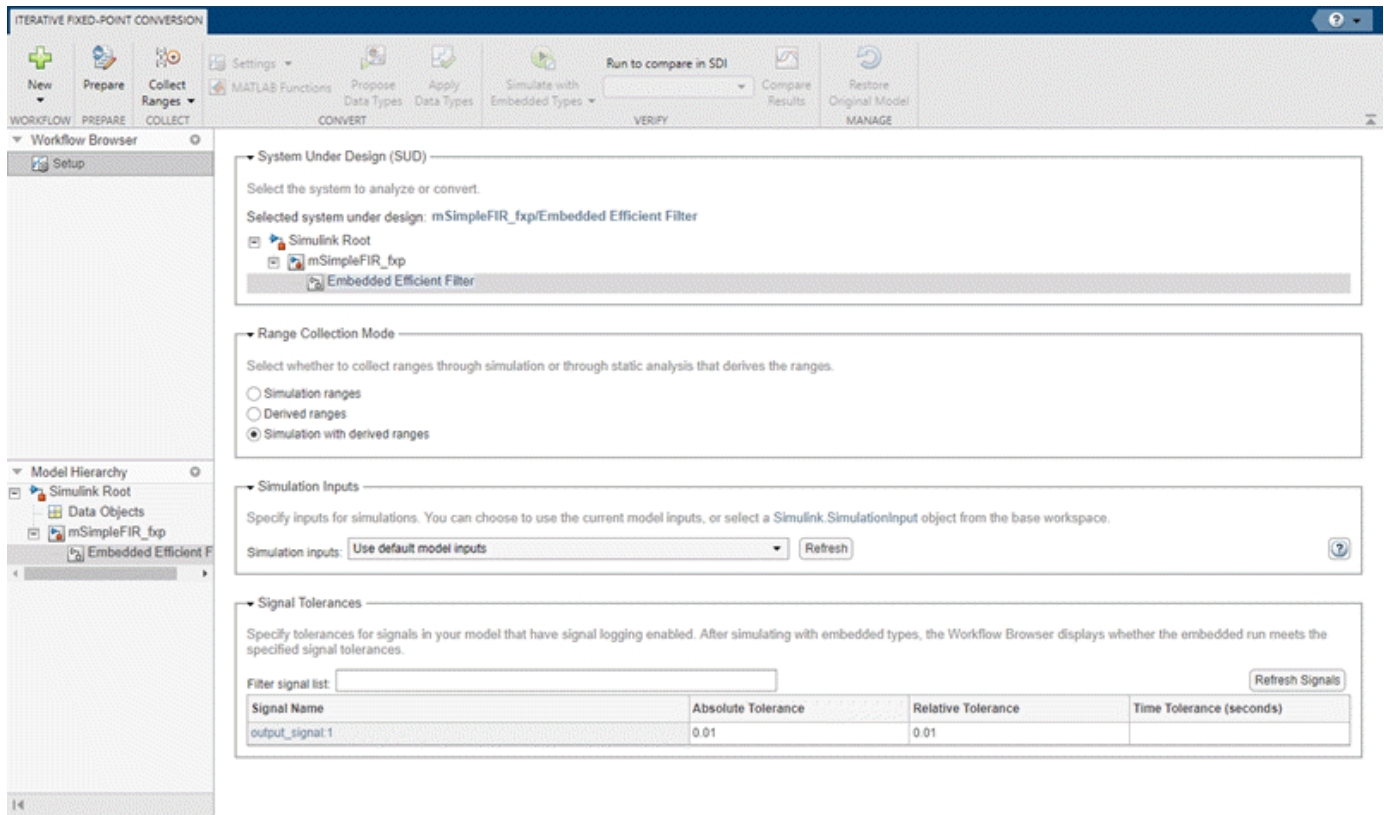 ITERATIVE FIXED-POINT CONVERSION
New
Prepare
Collect
Ranges
Settings
MATLAB Functions
Propose
Data Types
Apply
Data Types
Simulate with
Embedded Types
Run to compare in SDI
Compare
Results
Restore
Original Model
WORKFLOW
PREPARE
COLLECT
CONVERT
VERIFY
MANAGE
Workflow Browser
Setup
Model Hierarchy
Simulink Root
Data Objects
mSimpleFIR_fxp
Embedded Efficient F
System Under Design (SUD)
Select the system to analyze or convert.
Selected system under design: mSimpleFIR_fxp/Embedded Efficient Filter
Simulink Root
mSimpleFIR_fxp
Embedded Efficient Filter
Range Collection Mode
Select whether to collect ranges through simulation or through static analysis that derives the ranges.
Simulation ranges
Derived ranges
Simulation with derived ranges
Simulation Inputs
Specify inputs for simulations. You can choose to use the current model inputs, or select a Simulink.SimulationInput object from the base workspace.
Simulation inputs: Use default model inputs Refresh
Signal Tolerances
Specify tolerances for signals in your model that have signal logging enabled. After simulating with embedded types, the Workflow Browser displays whether the embedded run meets the
specified signal tolerances.
Filter signal list: Refresh Signals
Signal Name Absolute Tolerance Relative Tolerance Time Tolerance (seconds)
output_signal:1 0.01 0.01